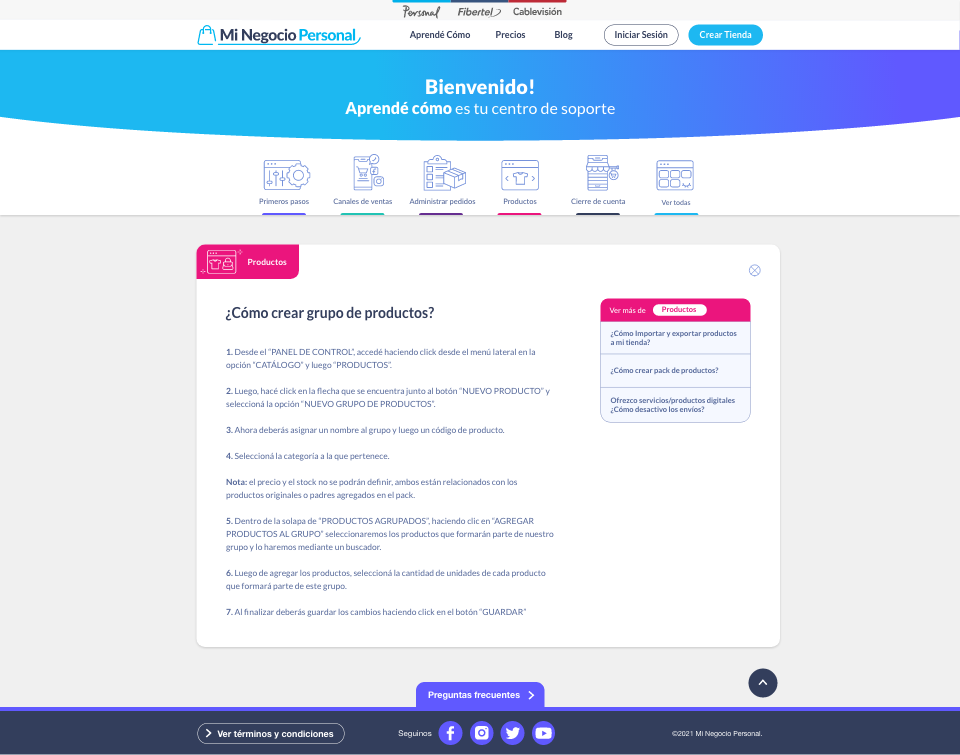 Personal Fibertel Cablevisión
Mi Negocio Personal Aprendé Cómo Precios Blog Iniciar Sesión Crear Tienda
Bienvenido!
Aprendé cómo es tu centro de soporte
Primeros pasos Canales de ventas Administrar pedidos Productos Cierre de cuenta Ver todas
Productos
¿Cómo crear grupo de productos?
1. Desde el “PANEL DE CONTROL”, accedé haciendo click desde el menú lateral en la
opción “CATÁLOGO” y luego “PRODUCTOS”.
2. Luego, hacé click en la flecha que se encuentra junto al botón “NUEVO PRODUCTO” y
seleccioná la opción “NUEVO GRUPO DE PRODUCTOS”.
3. Ahora deberás asignar un nombre al grupo y luego un código de producto.
4. Seleccioná la categoría a la que pertenece.
Nota: el precio y el stock no se podrán definir, ambos están relacionados con los
productos originales o padres agregados en el pack.
5. Dentro de la solapa de “PRODUCTOS AGRUPADOS”, haciendo clic en “AGREGAR
PRODUCTOS AL GRUPO” seleccionaremos los productos que formarán parte de nuestro
grupo y lo haremos mediante un buscador.
6. Luego de agregar los productos, seleccioná la cantidad de unidades de cada producto
que formará parte de este grupo.
7. Al finalizar deberás guardar los cambios haciendo click en el botón “GUARDAR”
Ver más de Productos
¿Cómo Importar y exportar productos
a mi tienda?
¿Cómo crear pack de productos?
Ofrezco servicios/productos digitales
¿Cómo desactivo los envíos?
Preguntas frecuentes
Ver términos y condiciones Seguinos ©2021 Mi Negocio Personal.